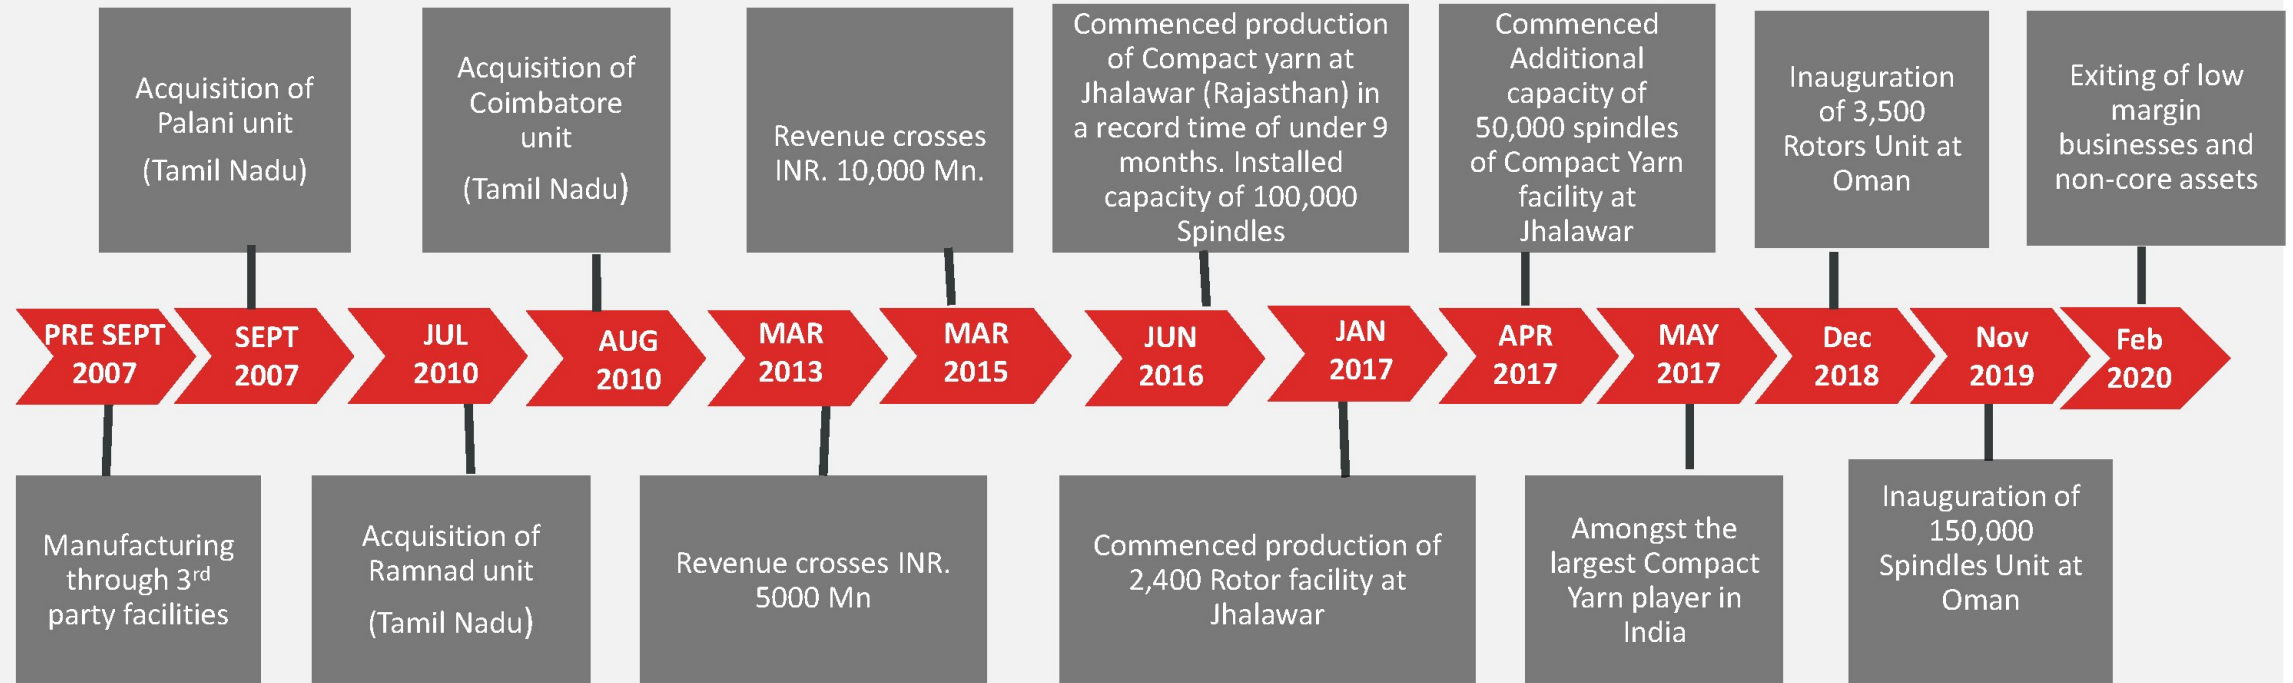 Acquisition of
Palani unit
(Tamil Nadu)
Acquisition of
Coimbatore
unit
(Tamil Nadu)
Revenue crosses
INR. 10,000 Mn.
Commenced production
of Compact yarn at
Jhalawar (Rajasthan) in
a record time of under 9
months. Installed
capacity of 100,000
Spindles
Commenced
Additional
capacity of
50,000 spindles
of Compact Yarn
facility at
Jhalawar
Inauguration
of 3,500
Rotors Unit at
Oman
Exiting of low
margin
businesses and
non-core assets
PRE SEPT
2007
SEPT
2007
JUL
2010
AUG
2010
MAR
2013
MAR
2015
JUN
2016
JAN
2017
APR
2017
MAY
2017
Dec
2018
Nov
2019
Feb
2020
Manufacturing
through 3rd
party facilities
Acquisition of
Ramnad unit
(Tamil Nadu)
Revenue crosses INR.
5000 Mn
Commenced production of
2,400 Rotor facility at
Jhalawar
Amongst the
largest Compact
Yarn player in
India
Inauguration of
150,000
Spindles Unit at
Oman